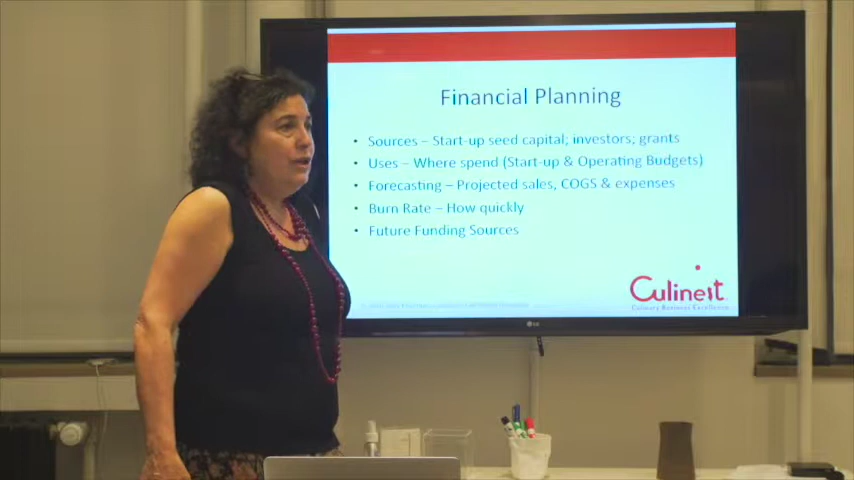 Financial Planning
• Sources – Start-up seed capital; investors; grants
• Uses – Where spend (Start-up & Operating Budgets)
• Forecasting – Projected sales, COGS & expenses
• Burn Rate – How quickly
• Future Funding Sources
Culinest
Culinary Business Excellence
LG